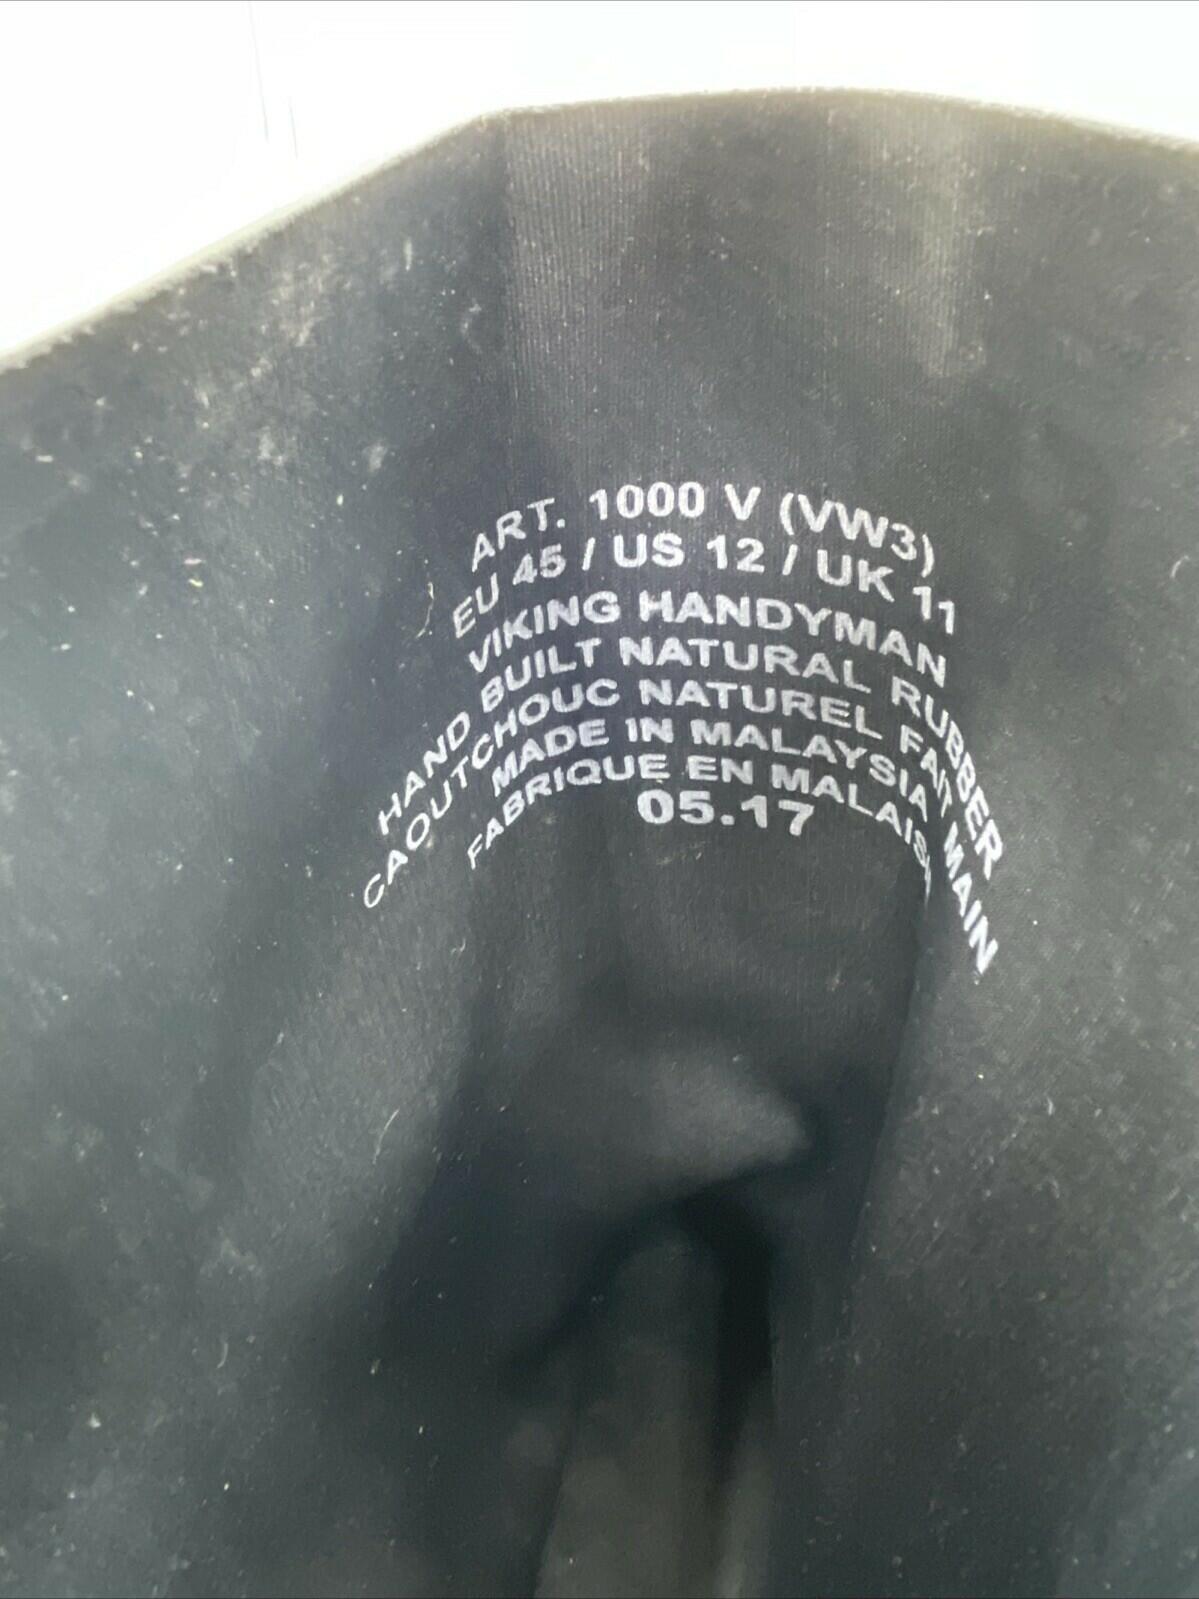 ART. 1000 V (VW3)
EU 45 / US 12 / UK 11
VIKING HANDYMAN
HAND BUILT NATURAL RUBBER
CAOUTCHOUC NATUREL FAIT MAIN
MADE IN MALAYSIA
FABRIQUE EN MALAISIA
05.17